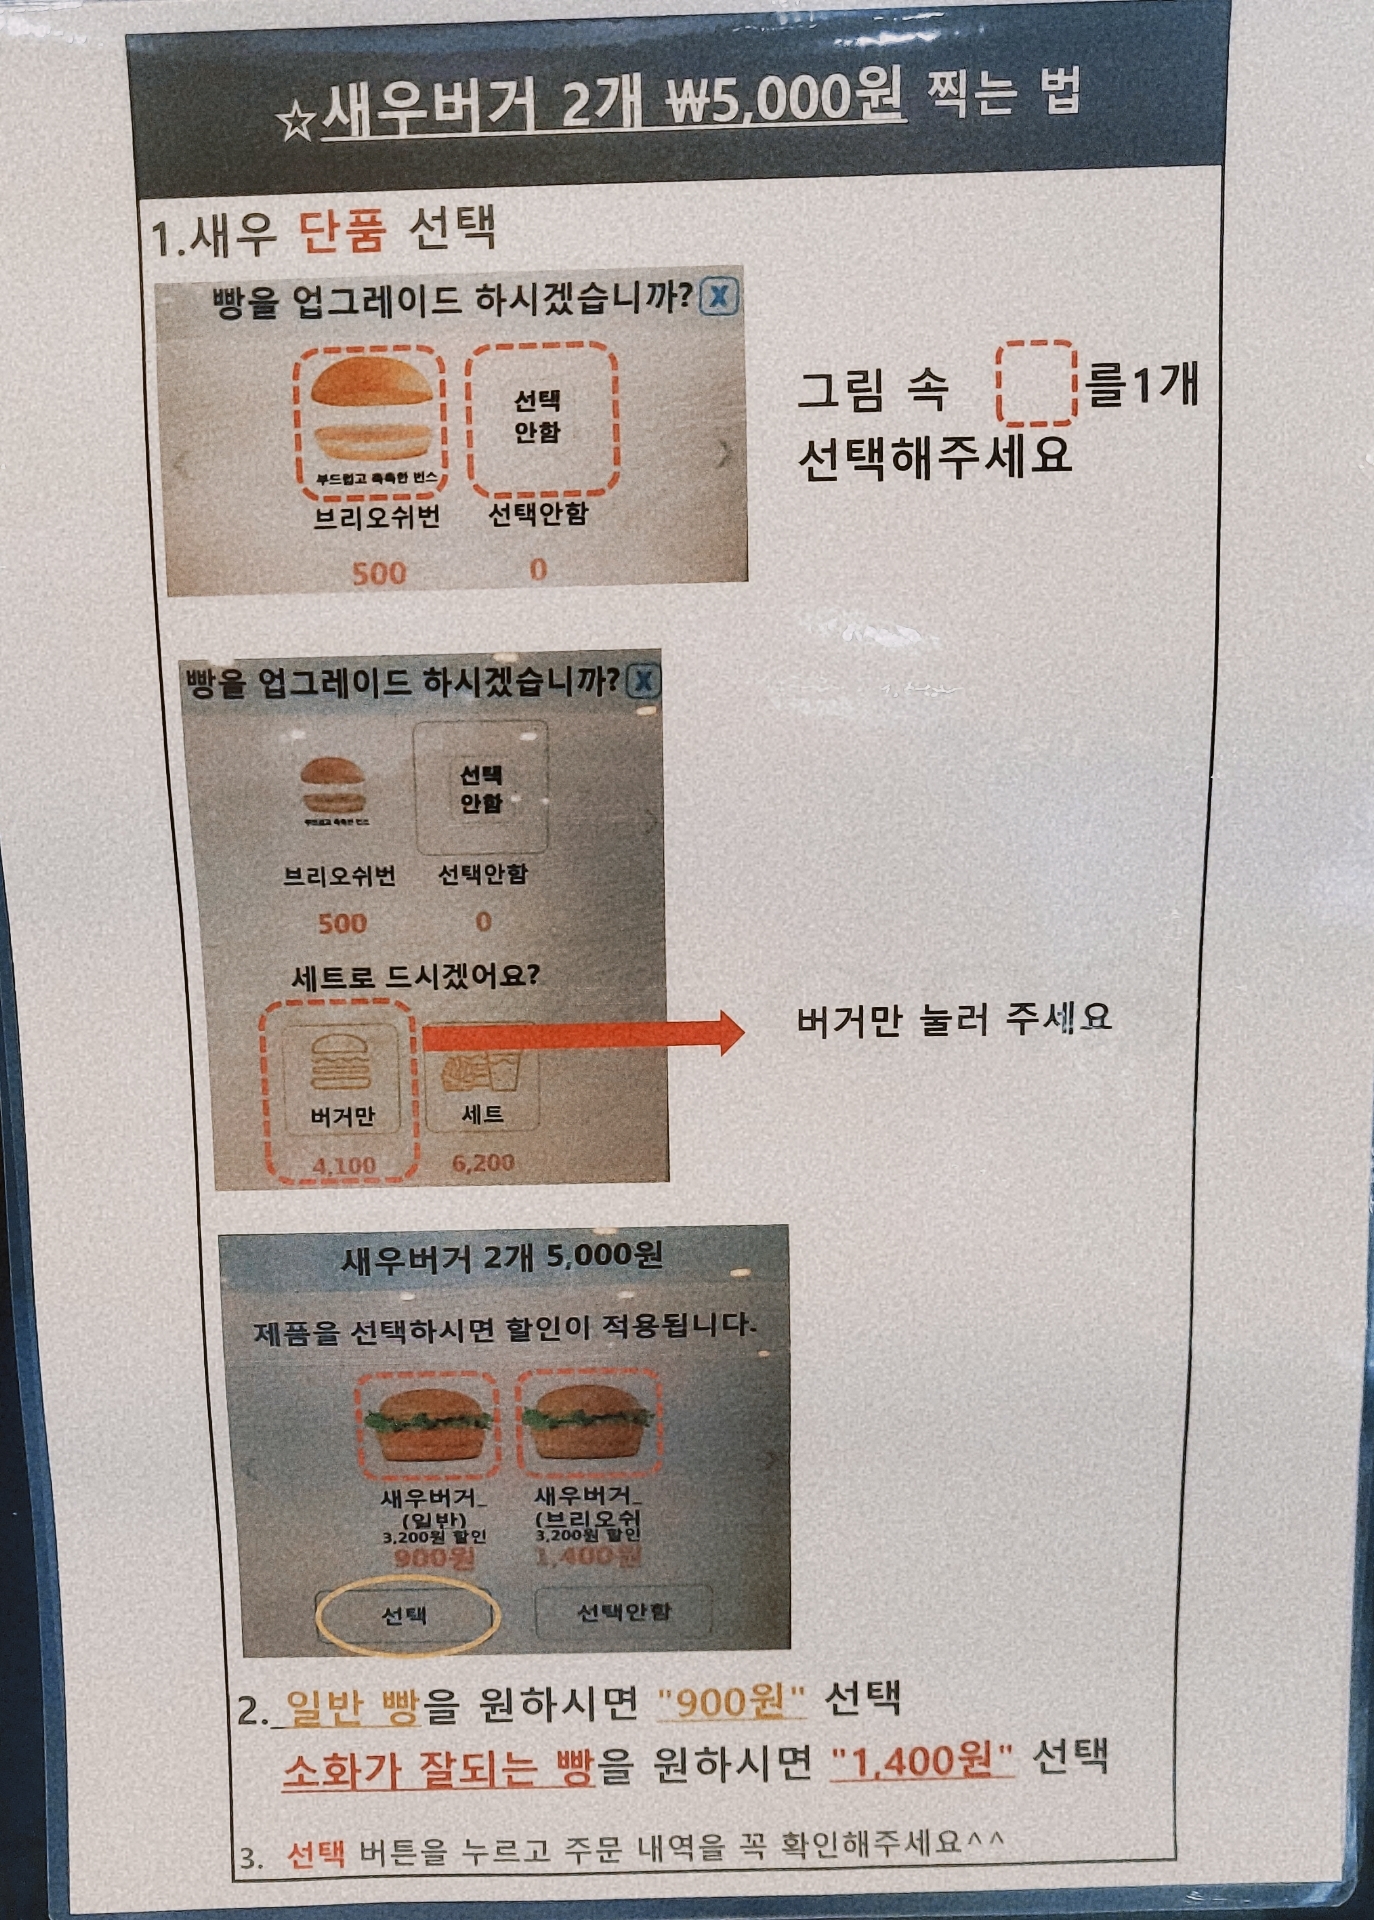 ☆새우버거 2개 ₩5,000원 찍는 법
1.새우 단품 선택
빵을 업그레이드 하시겠습니까? X
선택
안함
부드럽고 촉촉한 번스
브리오쉬번 선택안함
500 0
그림 속 를1개
선택해주세요
빵을 업그레이드 하시겠습니까? X
선택
안함
부드럽고 촉촉한 번스
브리오쉬번 선택안함
500 0
세트로 드시겠어요?
버거만 세트
4,100 6,200
버거만 눌러 주세요
새우버거 2개 5,000원
제품을 선택하시면 할인이 적용됩니다.
새우버거_ 새우버거_
(일반) (브리오쉬
3,200원 할인 3,200원 할인
900원 1,400원
선택 선택안함
2. 일반 빵을 원하시면 "900원" 선택
소화가 잘되는 빵을 원하시면 "1,400원" 선택
3. 선택 버튼을 누르고 주문 내역을 꼭 확인해주세요^^